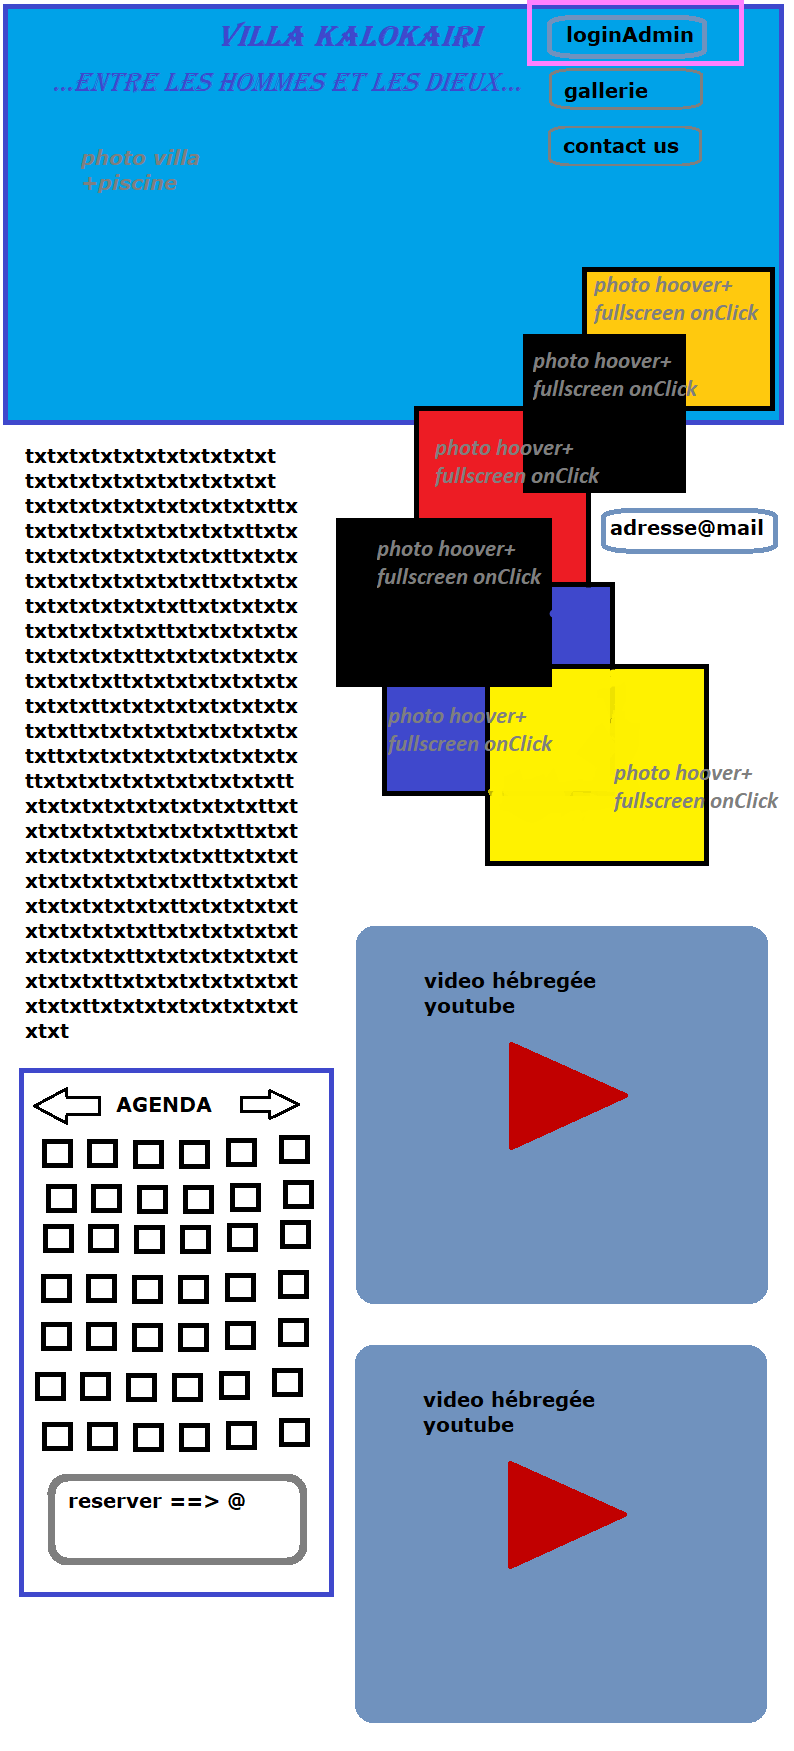 VILLA KALOKAIRI
loginAdmin
...ENTRE LES HOMMES ET LES DIEUX...
gallerie
contact us
photo villa
+piscine
photo hoover+
fullscreen onClick
photo hoover+
fullscreen onClick
photo hoover+
fullscreen onClick
adresse@mail
photo hoover+
fullscreen onClick
photo hoover+
fullscreen onClick
photo hoover+
fullscreen onClick
txtxtxtxtxtxtxtxtxtxtxt
txtxtxtxtxtxtxtxtxtxtxt
txtxtxtxtxtxtxtxtxtxtxttx
txtxtxtxtxtxtxtxtxtxttxtx
txtxtxtxtxtxtxtxtxttxtxtx
txtxtxtxtxtxtxtxttxtxtxtx
txtxtxtxtxtxtxttxtxtxtxtx
txtxtxtxtxtxttxtxtxtxtxtx
txtxtxtxtxttxtxtxtxtxtxtx
txtxtxtxttxtxtxtxtxtxtxtx
txtxtxttxtxtxtxtxtxtxtxtx
txtxttxtxtxtxtxtxtxtxtxtx
txttxtxtxtxtxtxtxtxtxtxtx
ttxtxtxtxtxtxtxtxtxtxtxtt
xtxtxtxtxtxtxtxtxtxtxttxt
xtxtxtxtxtxtxtxtxtxttxtxt
xtxtxtxtxtxtxtxtxttxtxtxt
xtxtxtxtxtxtxtxttxtxtxtxt
xtxtxtxtxtxtxttxtxtxtxtxt
xtxtxtxtxtxttxtxtxtxtxtxt
xtxtxtxtxttxtxtxtxtxtxtxt
xtxtxtxttxtxtxtxtxtxtxtxt
xtxtxttxtxtxtxtxtxtxtxtxt
xtxt
video hébregée
youtube
AGENDA
reserver ==> @
video hébregée
youtube